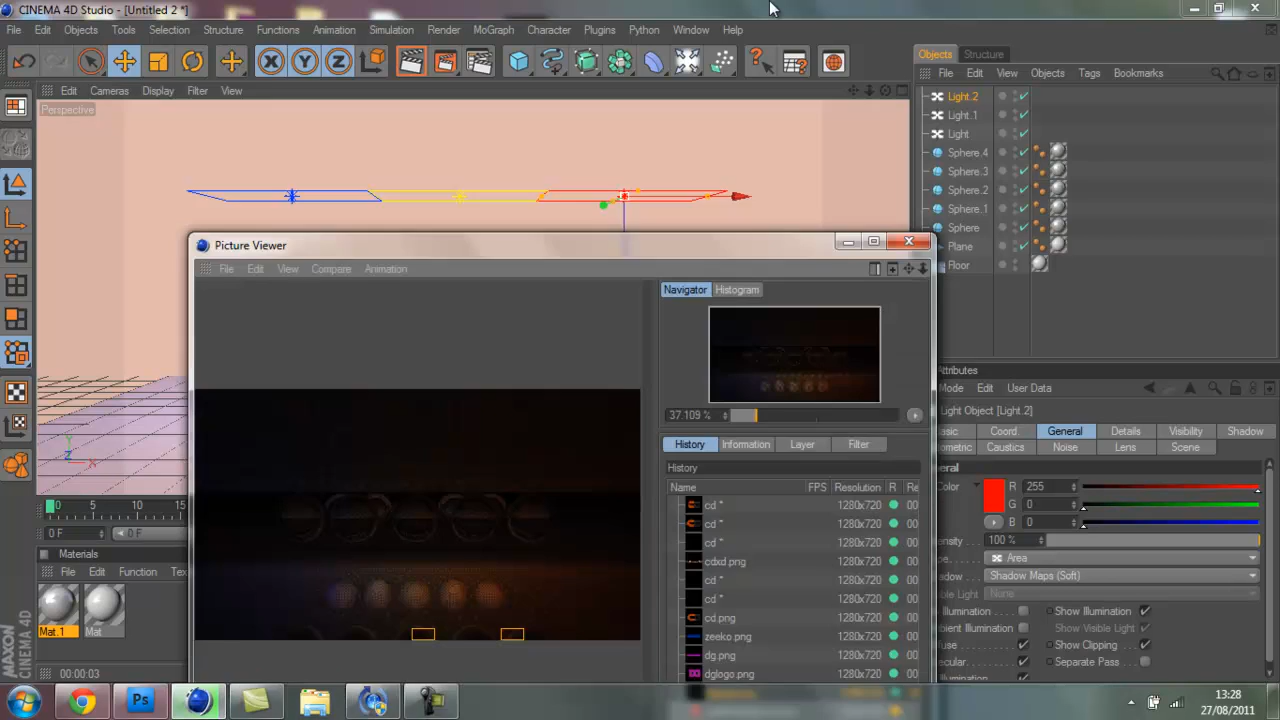 CINEMA 4D Studio - [Untitled 2 *]
File Edit Objects Tools Selection Structure Functions Animation Simulation Render MoGraph Character Plugins Python Window Help
Objects Structure
File Edit View Objects Tags Bookmarks
Edit Cameras Display Filter View
Perspective
Light.2
Light.1
Light
Sphere.4
Sphere.3
Sphere.2
Sphere.1
Sphere
Plane
Floor
Picture Viewer
File Edit View Compare Animation
Navigator Histogram
37.109 %
History Information Layer Filter
History
Name FPS Resolution R Re
cd * 1280x720 00
cd * 1280x720 00
cd * 1280x720 00
cdxd.png 1280x720 00
cd * 1280x720 00
cd * 1280x720 00
cd.png 1280x720 00
zeeko.png 1280x720 00
dg.png 1280x720 00
dglogo.png 1280x720 00
Y
Z X
0 5 10 15
0 F 0 F
Materials
File Edit Function Tex
Mat.1 Mat
MAXON
CINEMA 4D
00:00:03
Attributes
Mode Edit User Data
Light Object [Light.2]
asic Coord. General Details Visibility Shadow
ometric Caustics Noise Lens Scene
eneral
Color R 255
G 0
B 0
tensity 100 %
Area
adow Shadow Maps (Soft)
ible Light None
Illumination Show Illumination
bient Illumination Show Visible Light
fuse Show Clipping
ecular Separate Pass
Ps
13:28
27/08/2011